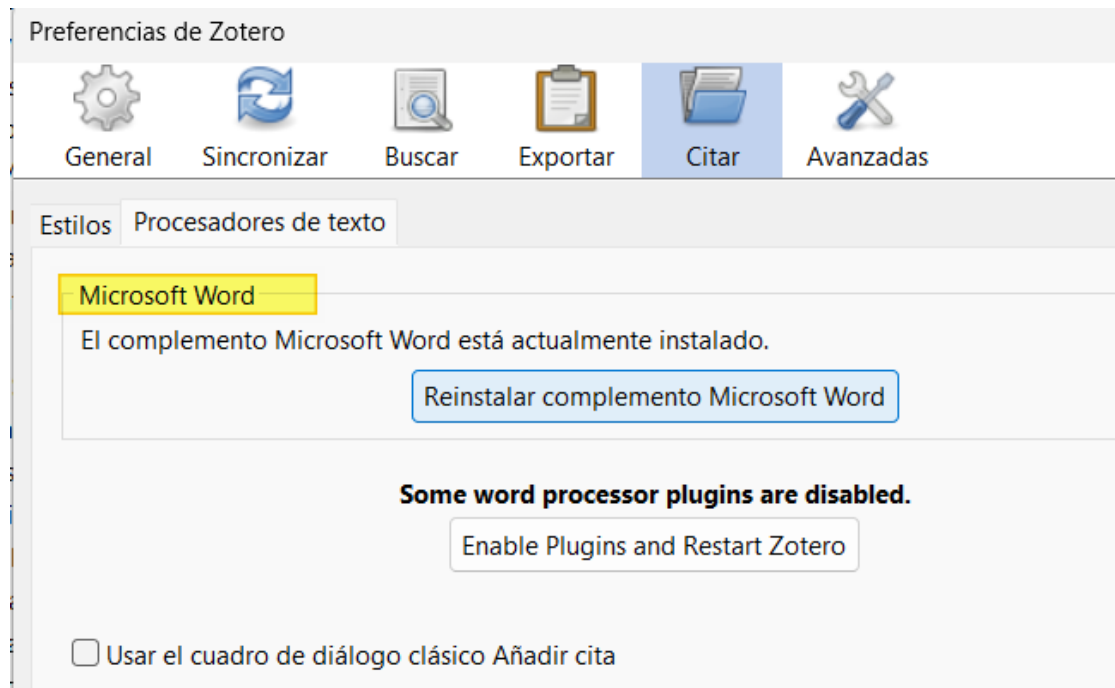 Preferencias de Zotero
General Sincronizar Buscar Exportar Citar Avanzadas
Estilos Procesadores de texto
Microsoft Word
El complemento Microsoft Word está actualmente instalado.
Reinstalar complemento Microsoft Word
Some word processor plugins are disabled.
Enable Plugins and Restart Zotero
Usar el cuadro de diálogo clásico Añadir cita